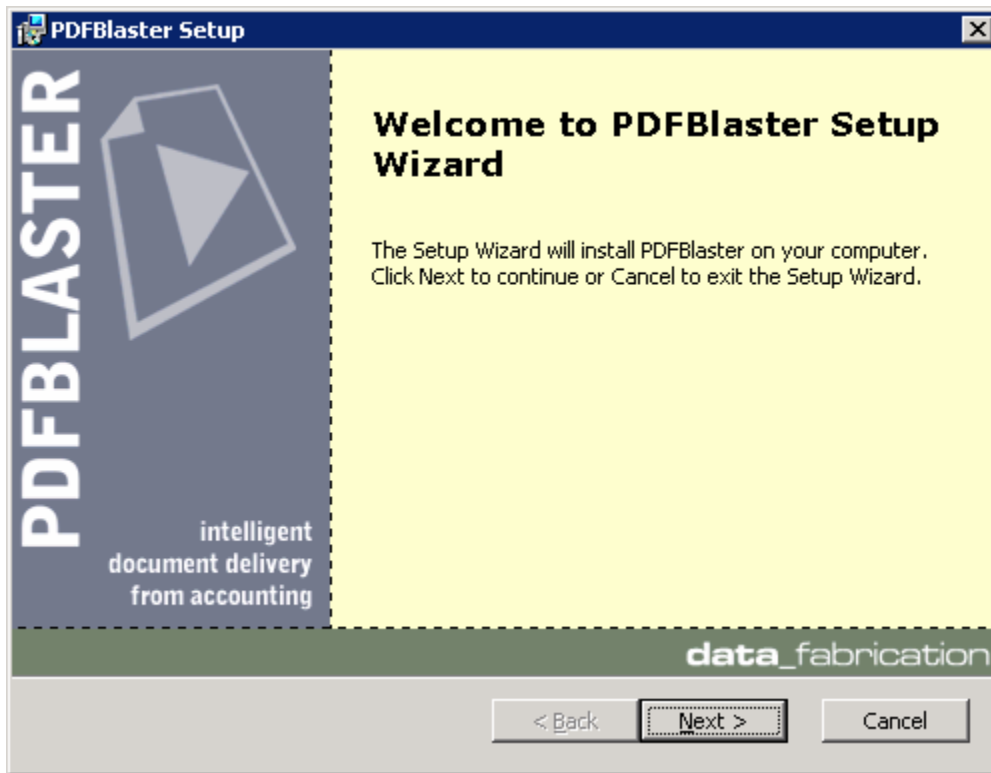 PDFBlaster Setup
PDFBLASTER
Welcome to PDFBlaster Setup
Wizard
The Setup Wizard will install PDFBlaster on your computer.
Click Next to continue or Cancel to exit the Setup Wizard.
intelligent
document delivery
from accounting
data_fabrication
< Back
Next >
Cancel